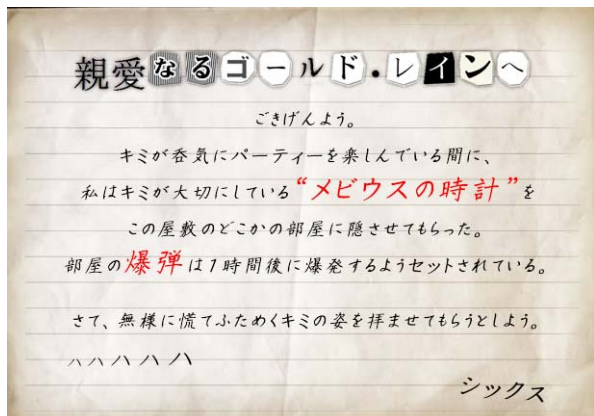 親愛なるゴールド・レインへ
ごきげんよう。
キミが呑気にパーティーを楽しんでいる間に、
私はキミが大切にしている“メビウスの時計”を
この屋敷のどこかの部屋に隠させてもらった。
部屋の爆弾は1時間後に爆発するようセットされている。
さて、無様に慌てふためくキミの姿を拝ませてもらうとしよう。
ハハハハハ
シックス